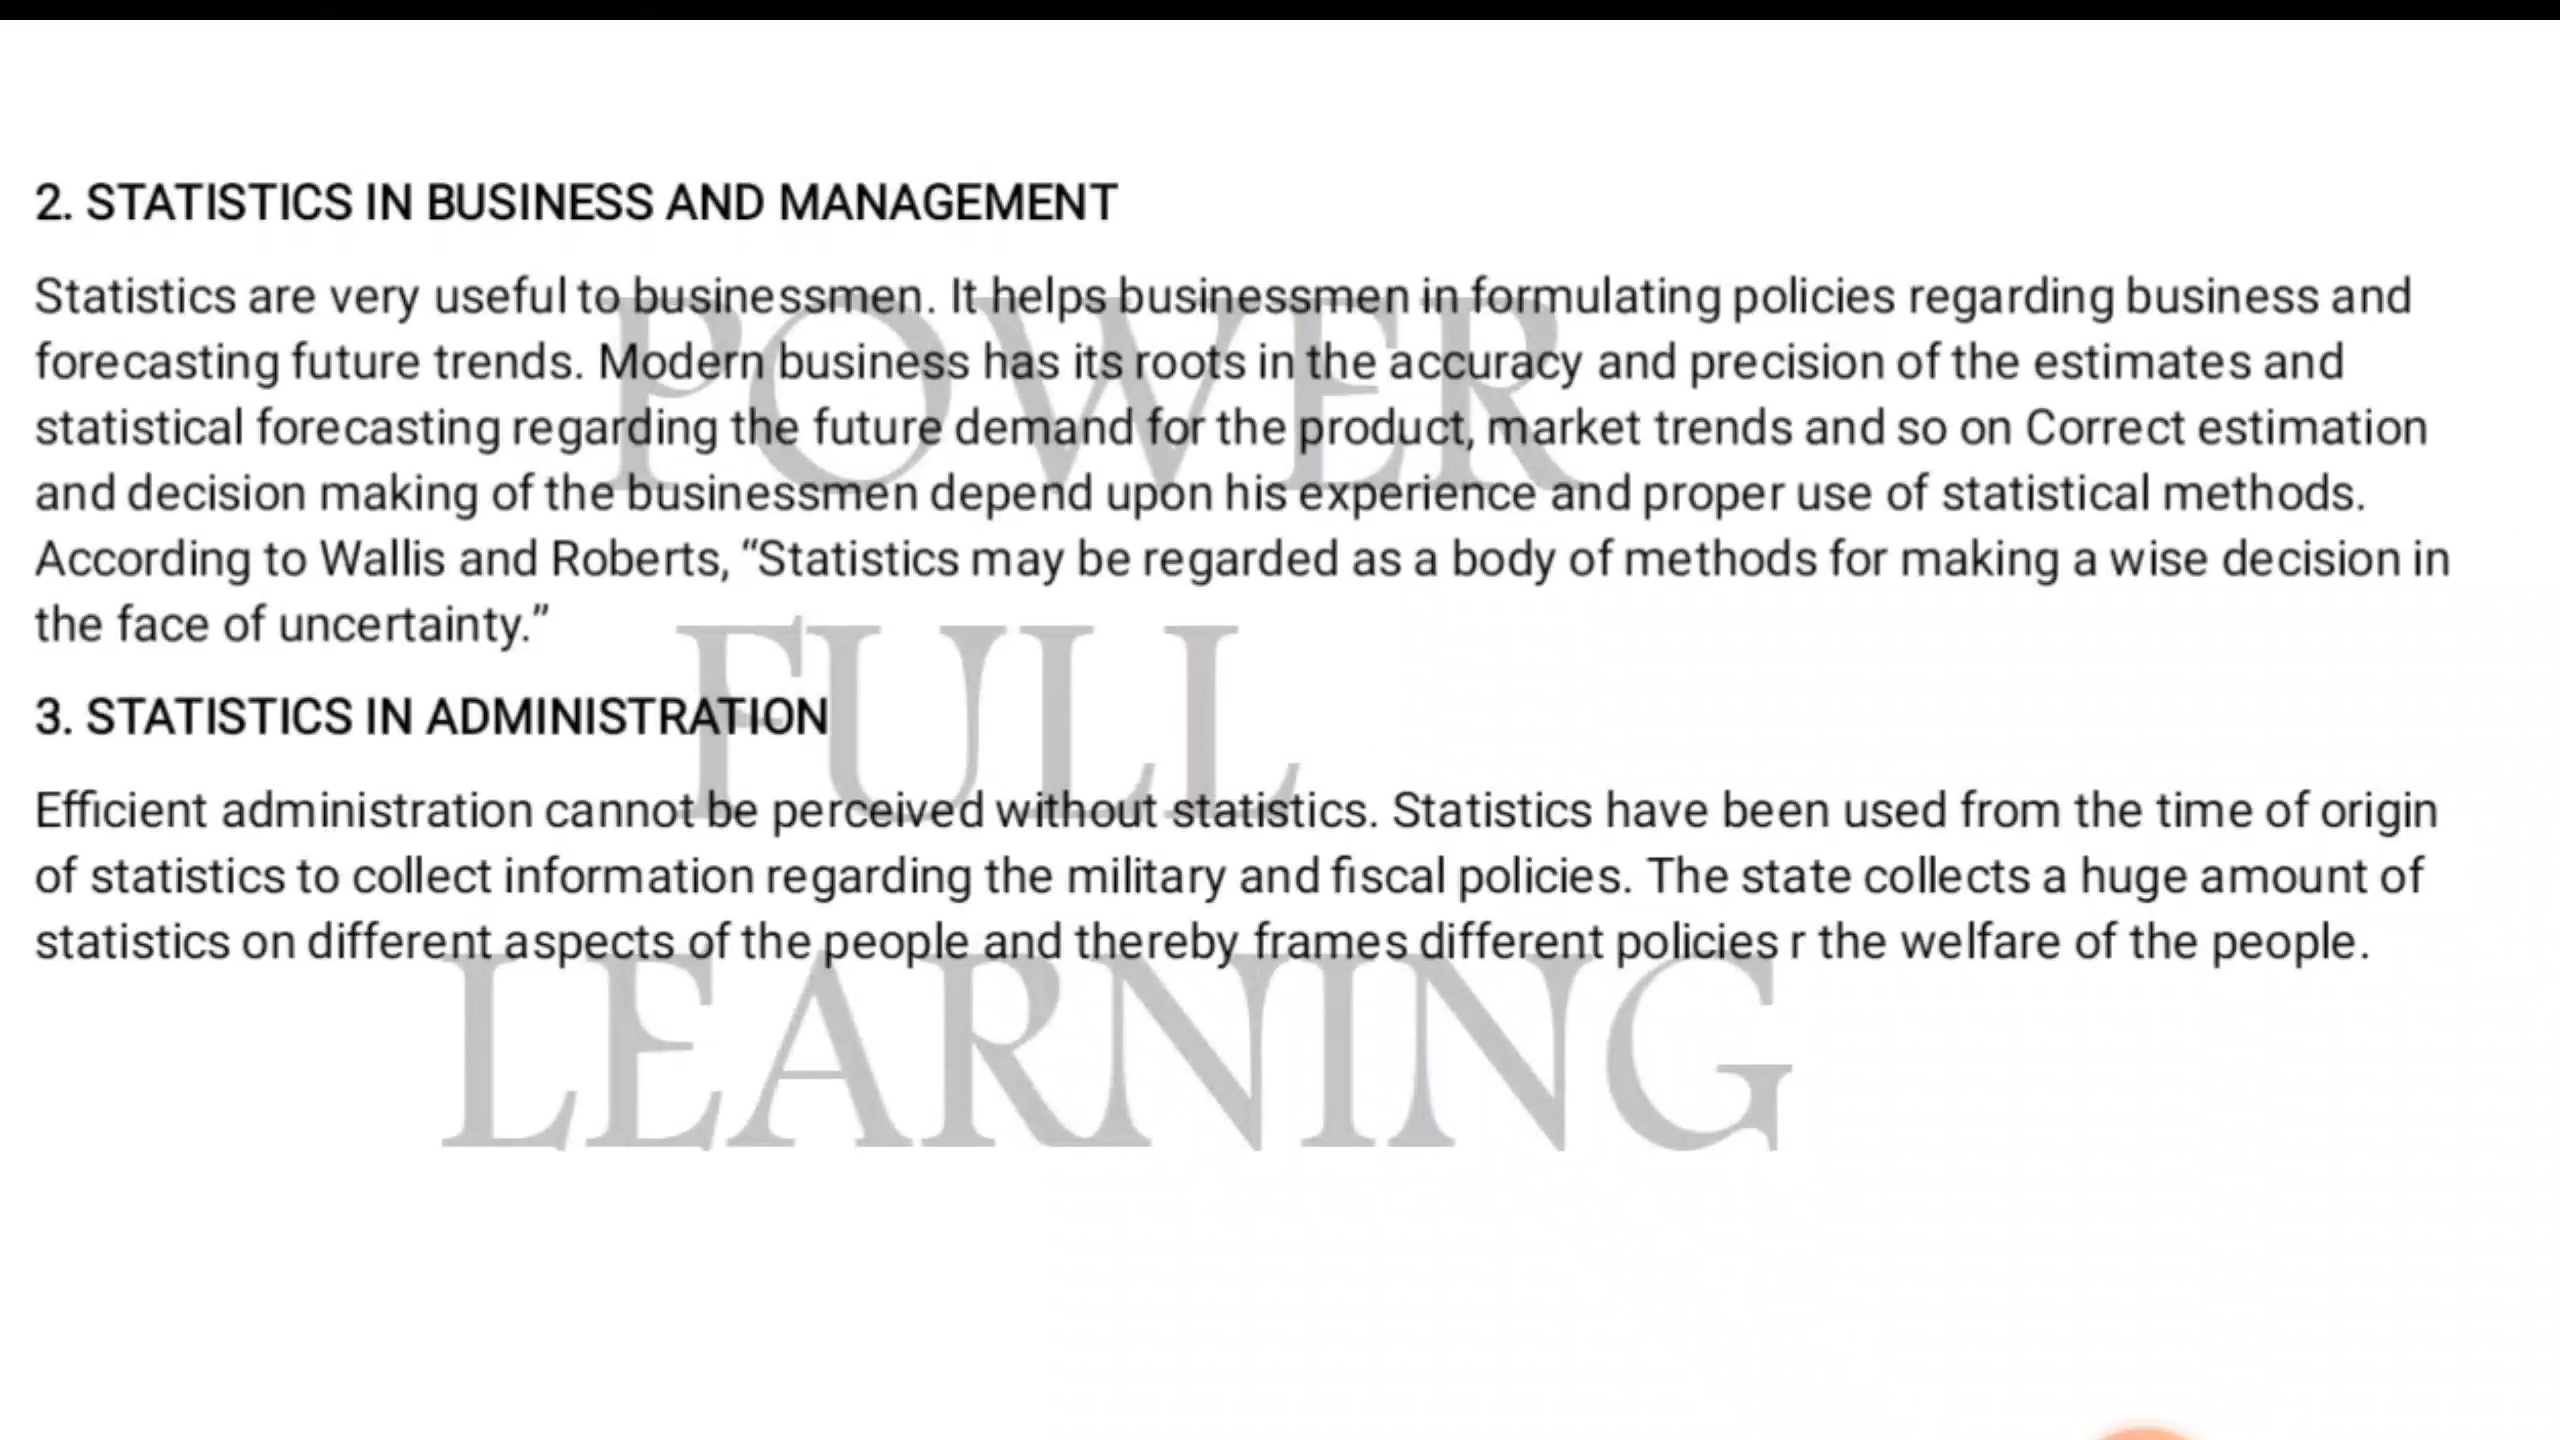 2. STATISTICS IN BUSINESS AND MANAGEMENT
Statistics are very useful to businessmen. It helps businessmen in formulating policies regarding business and
forecasting future trends. Modern business has its roots in the accuracy and precision of the estimates and
statistical forecasting regarding the future demand for the product, market trends and so on Correct estimation
and decision making of the businessmen depend upon his experience and proper use of statistical methods.
According to Wallis and Roberts, “Statistics may be regarded as a body of methods for making a wise decision in
the face of uncertainty.”
3. STATISTICS IN ADMINISTRATION
Efficient administration cannot be perceived without statistics. Statistics have been used from the time of origin
of statistics to collect information regarding the military and fiscal policies. The state collects a huge amount of
statistics on different aspects of the people and thereby frames different policies r the welfare of the people.
POWER
FULL
LEARNING